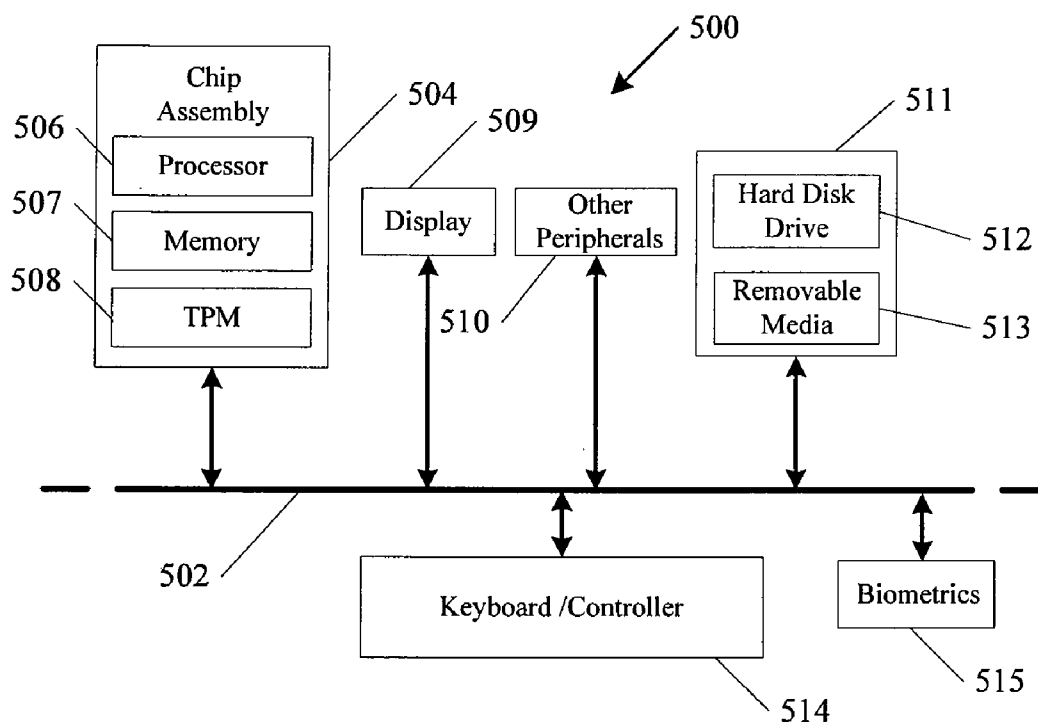 500
Chip
Assembly
504
506
Processor
507
Memory
508
TPM
509
Display
Other
Peripherals
510
511
Hard Disk
Drive
512
Removable
Media
513
502
Keyboard /Controller
514
Biometrics
515